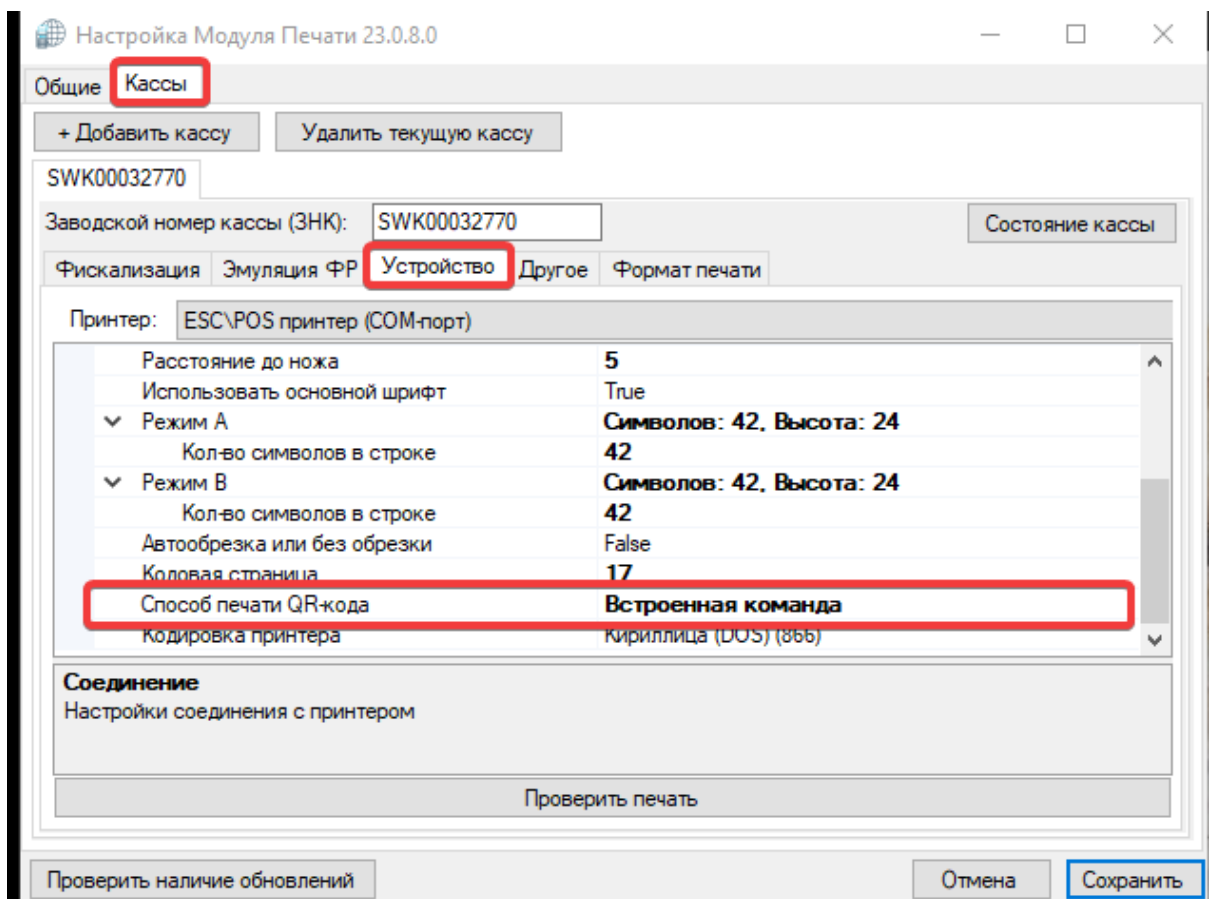 Настройка Модуля Печати 23.0.8.0
Общие Кассы
+ Добавить кассу Удалить текущую кассу
SWK00032770
Заводской номер кассы (ЗНК): SWK00032770 Состояние кассы
Фискализация Эмуляция ФР Устройство Другое Формат печати
Принтер: ESC\POS принтер (COM-порт)
Расстояние до ножа 5
Использовать основной шрифт True
Режим A Символов: 42, Высота: 24
Кол-во символов в строке 42
Режим B Символов: 42, Высота: 24
Кол-во символов в строке 42
Автообрезка или без обрезки False
Кодовая страница 17
Способ печати QR-кода Встроенная команда
Кодировка принтера Кириллица (DOS) (866)
Соединение
Настройки соединения с принтером
Проверить печать
Проверить наличие обновлений Отмена Сохранить